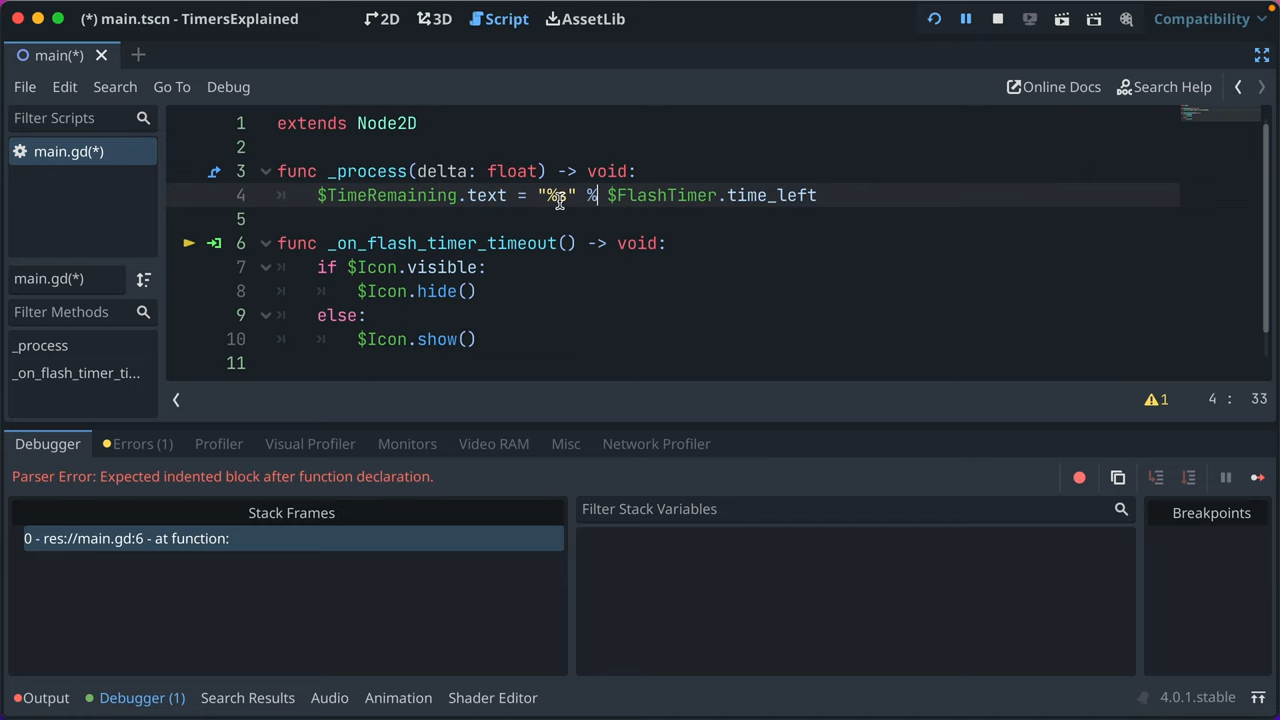 (*) main.tscn - TimersExplained 2D 3D Script AssetLib Compatibility
main(*)
File Edit Search Go To Debug Online Docs Search Help
Filter Scripts
main.gd(*)
main.gd(*)
Filter Methods
_process
_on_flash_timer_ti...
1 extends Node2D
2
3 func _process(delta: float) -> void:
4 $TimeRemaining.text = "%s" % $FlashTimer.time_left
5
6 func _on_flash_timer_timeout() -> void:
7 if $Icon.visible:
8 $Icon.hide()
9 else:
10 $Icon.show()
11
1 4 : 33
Debugger Errors (1) Profiler Visual Profiler Monitors Video RAM Misc Network Profiler
Parser Error: Expected indented block after function declaration.
Stack Frames
0 - res://main.gd:6 - at function:
Filter Stack Variables
Breakpoints
Output Debugger (1) Search Results Audio Animation Shader Editor 4.0.1.stable